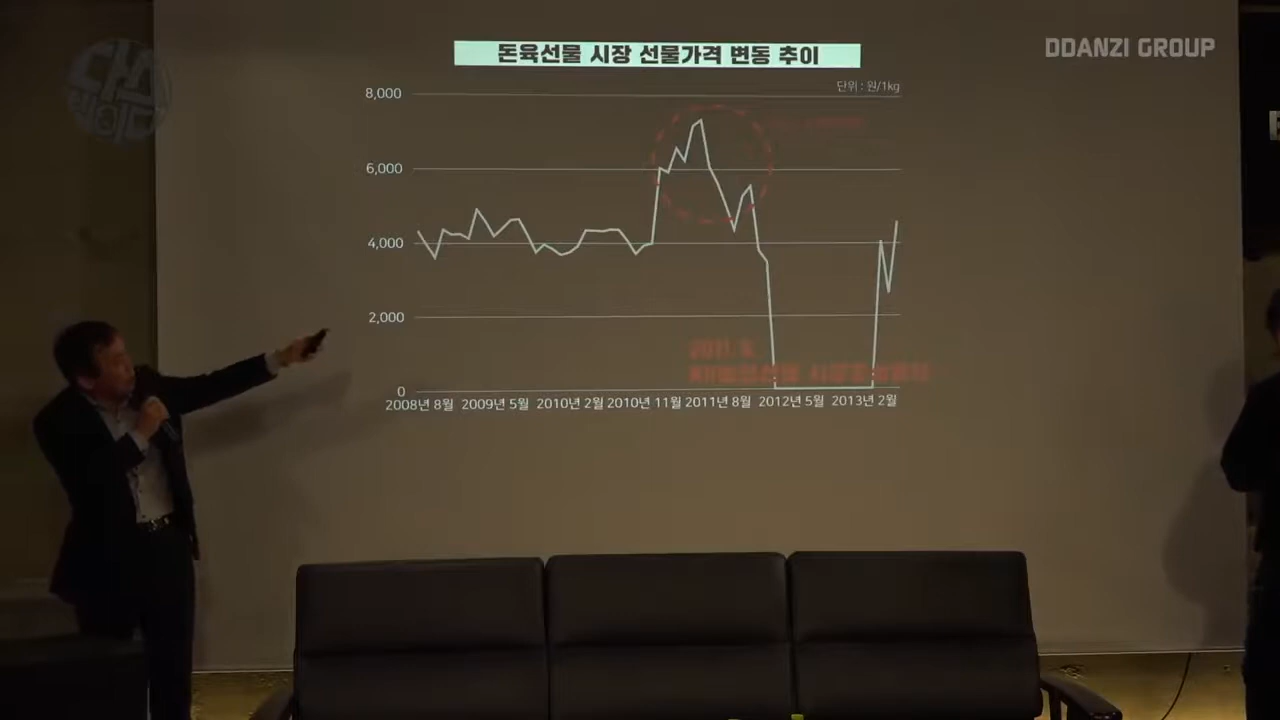 DDANZI GROUP
돈육선물 시장 선물가격 변동 추이
단위 : 원/1kg
8,000
6,000
4,000
2,000
0
2008년 8월 2009년 5월 2010년 2월 2010년 11월 2011년 8월 2012년 5월 2013년 2월